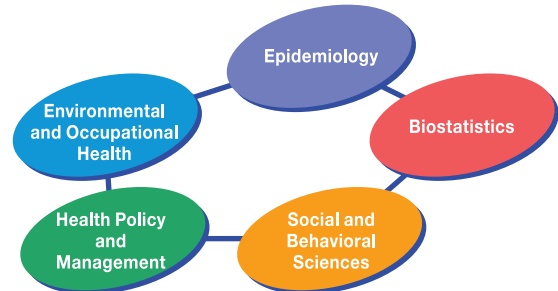 Epidemiology
Environmental
and Occupational
Health
Biostatistics
Health Policy
and
Management
Social and
Behavioral
Sciences